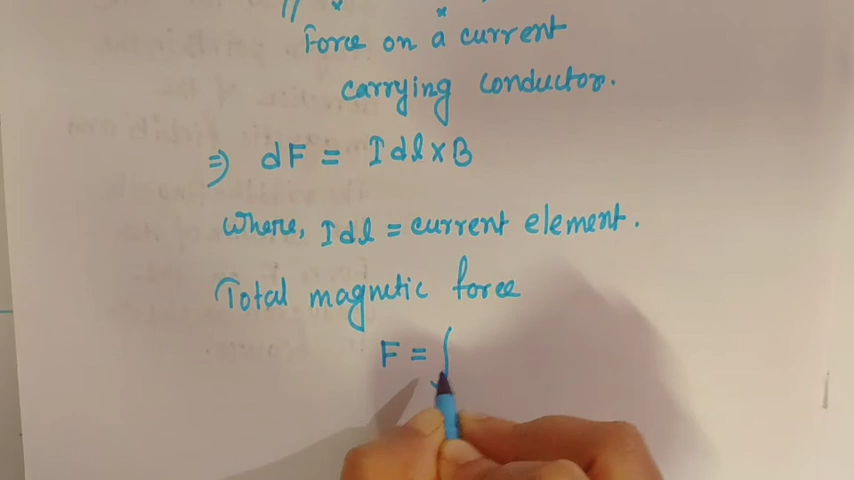 Force on a current
carrying conductor.
⇒ dF = Idl×B
where, Idl = current element.
Total magnetic force
F = ∫